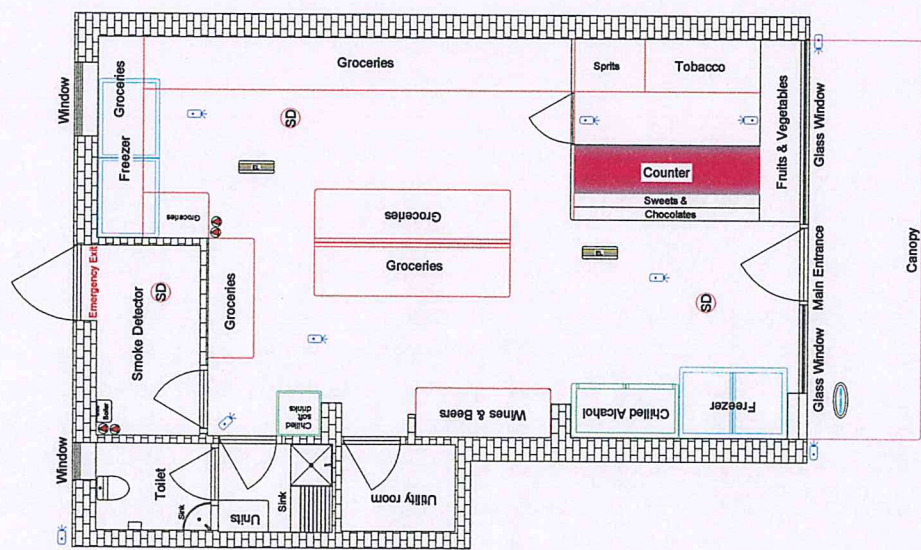 Groceries
Sprits
Tobacco
Window
Groceries
Freezer
SD
Counter
Fruits & Vegetables
Glass Window
Sweets &
Chocolates
Groceries
Groceries
Groceries
Emergency Exit
Smoke Detector
SD
Groceries
Main Entrance
Canopy
SD
Glass Window
Boiler
Chilled
soft
drinks
Wines & Beers
Chilled Alcahol
Freezer
Window
Toilet
Sink
Units
Sink
Utility room